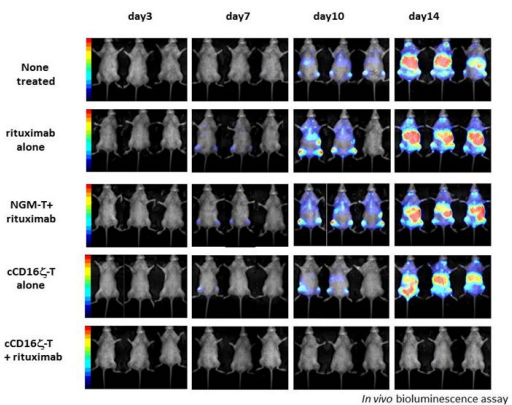 day3 day7 day10 day14
None
treated
rituximab
alone
NGM-T+
rituximab
cCD16ζ-T
alone
cCD16ζ-T
+ rituximab
In vivo bioluminescence assay